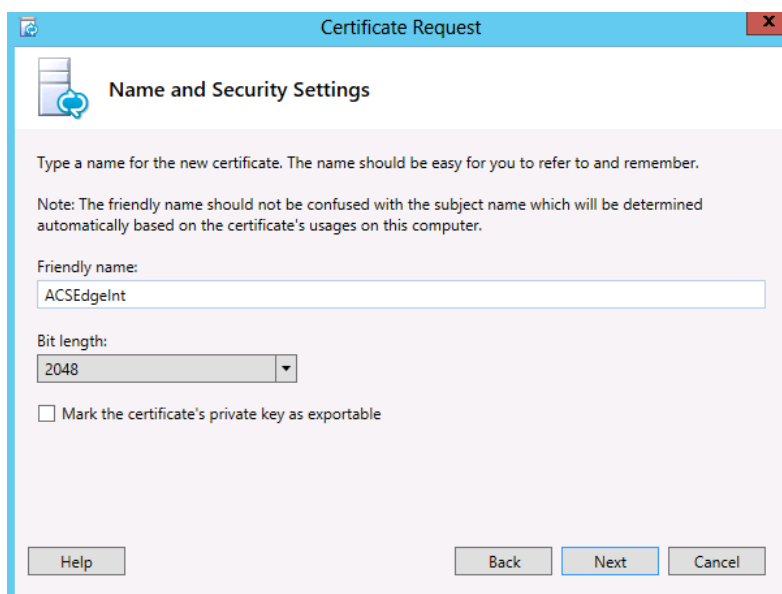 Certificate Request
x
Name and Security Settings
Type a name for the new certificate. The name should be easy for you to refer to and remember.
Note: The friendly name should not be confused with the subject name which will be determined
automatically based on the certificate's usages on this computer.
Friendly name:
ACSEdgeInt
Bit length:
2048
Mark the certificate's private key as exportable
Help
Back
Next
Cancel